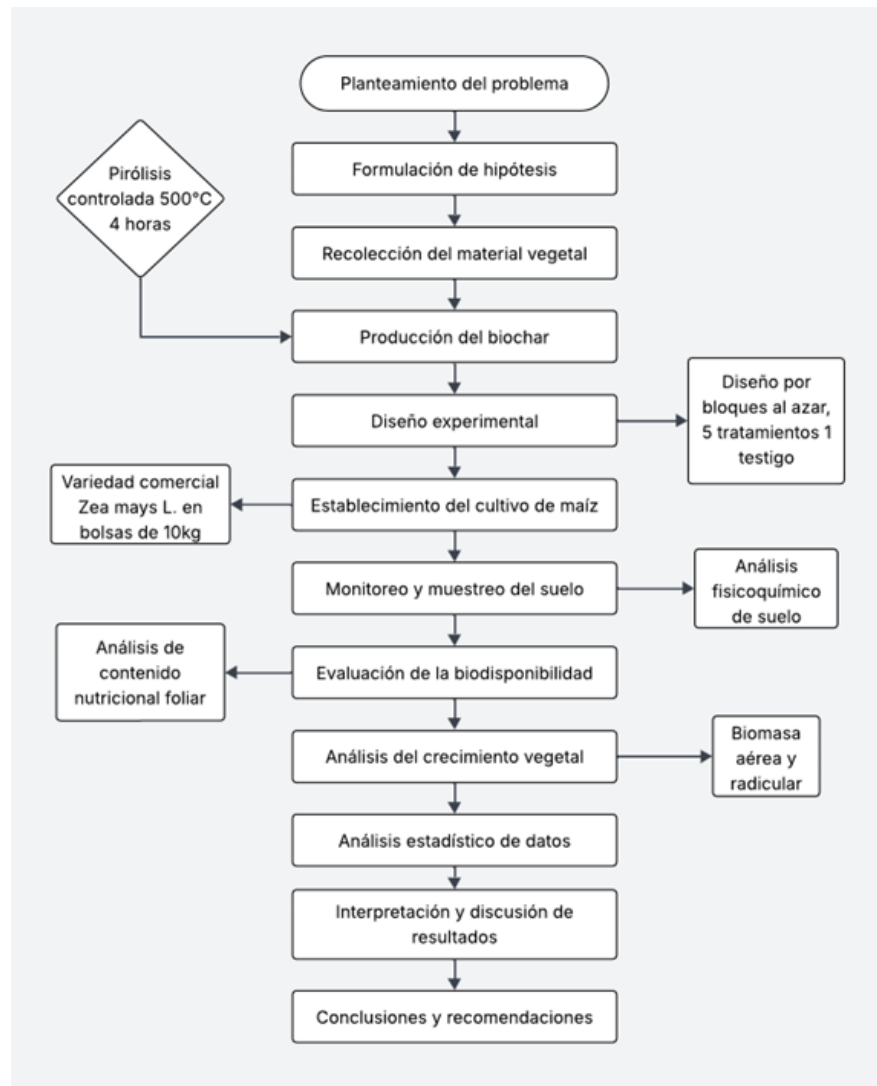 Planteamiento del problema
Formulación de hipótesis
Pirólisis
controlada 500°C
4 horas
Recolección del material vegetal
Producción del biochar
Diseño experimental
Diseño por
bloques al azar,
5 tratamientos 1
testigo
Variedad comercial
Zea mays L. en
bolsas de 10kg
Establecimiento del cultivo de maíz
Monitoreo y muestreo del suelo
Análisis
fisicoquímico
de suelo
Análisis de
contenido
nutricional foliar
Evaluación de la biodisponibilidad
Análisis del crecimiento vegetal
Biomasa
aérea y
radicular
Análisis estadístico de datos
Interpretación y discusión de
resultados
Conclusiones y recomendaciones